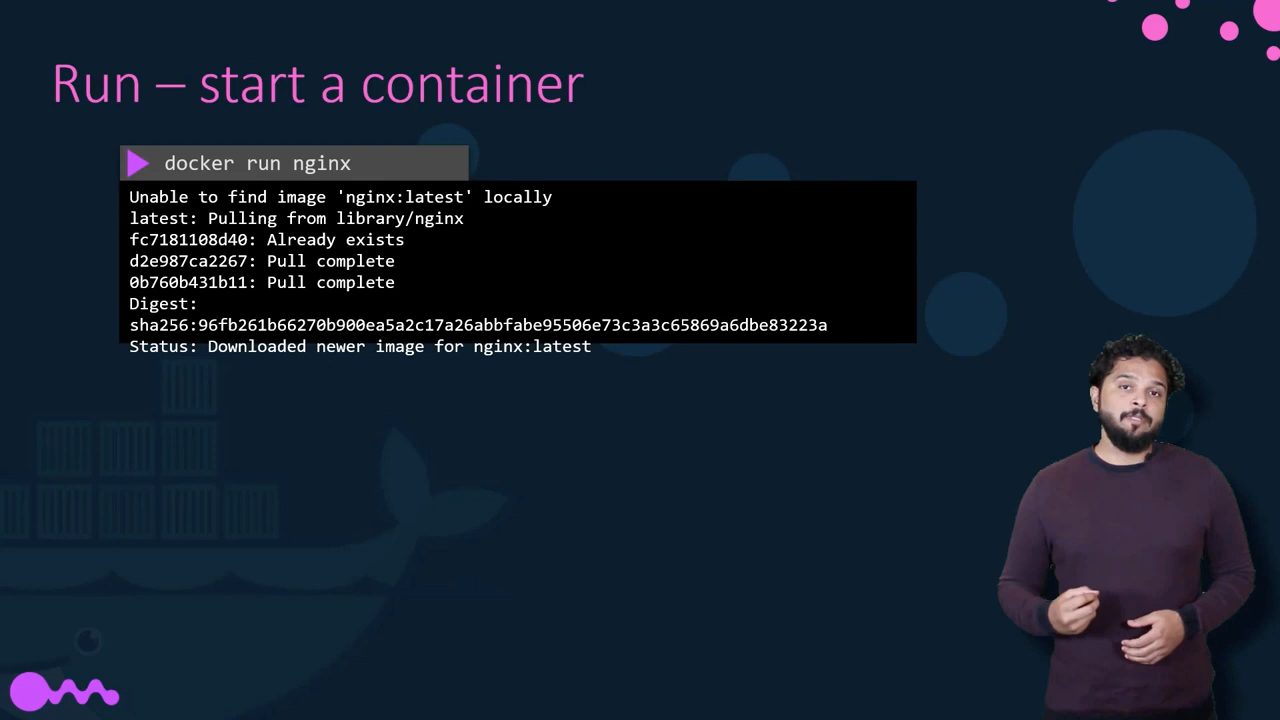 Run – start a container
docker run nginx
Unable to find image 'nginx:latest' locally
latest: Pulling from library/nginx
fc7181108d40: Already exists
d2e987ca2267: Pull complete
0b760b431b11: Pull complete
Digest:
sha256:96fb261b66270b900ea5a2c17a26abbfabe95506e73c3a3c65869a6dbe83223a
Status: Downloaded newer image for nginx:latest